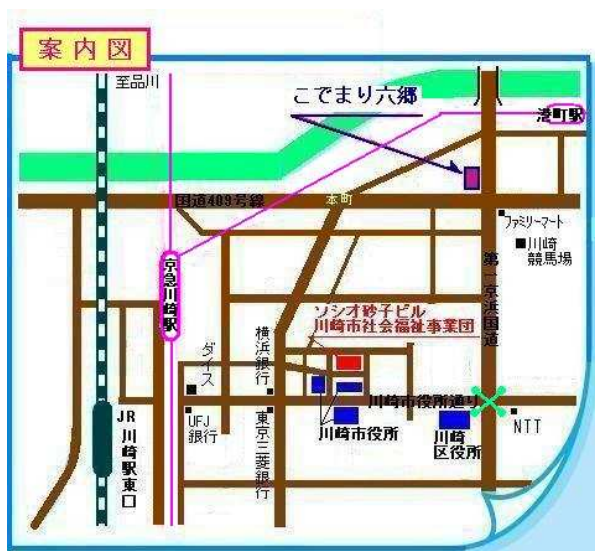 案内図
至品川
こでまり六郷
港町駅
国道409号線
本町
ファミリーマート
川崎
競馬場
第一京浜国道
京急川崎駅
ソシオ砂子ビル
川崎市社会福祉事業団
ダイス
横浜銀行
川崎市役所通り
JR川崎駅東口
UFJ
銀行
東京三菱銀行
川崎市役所
川崎
区役所
NTT